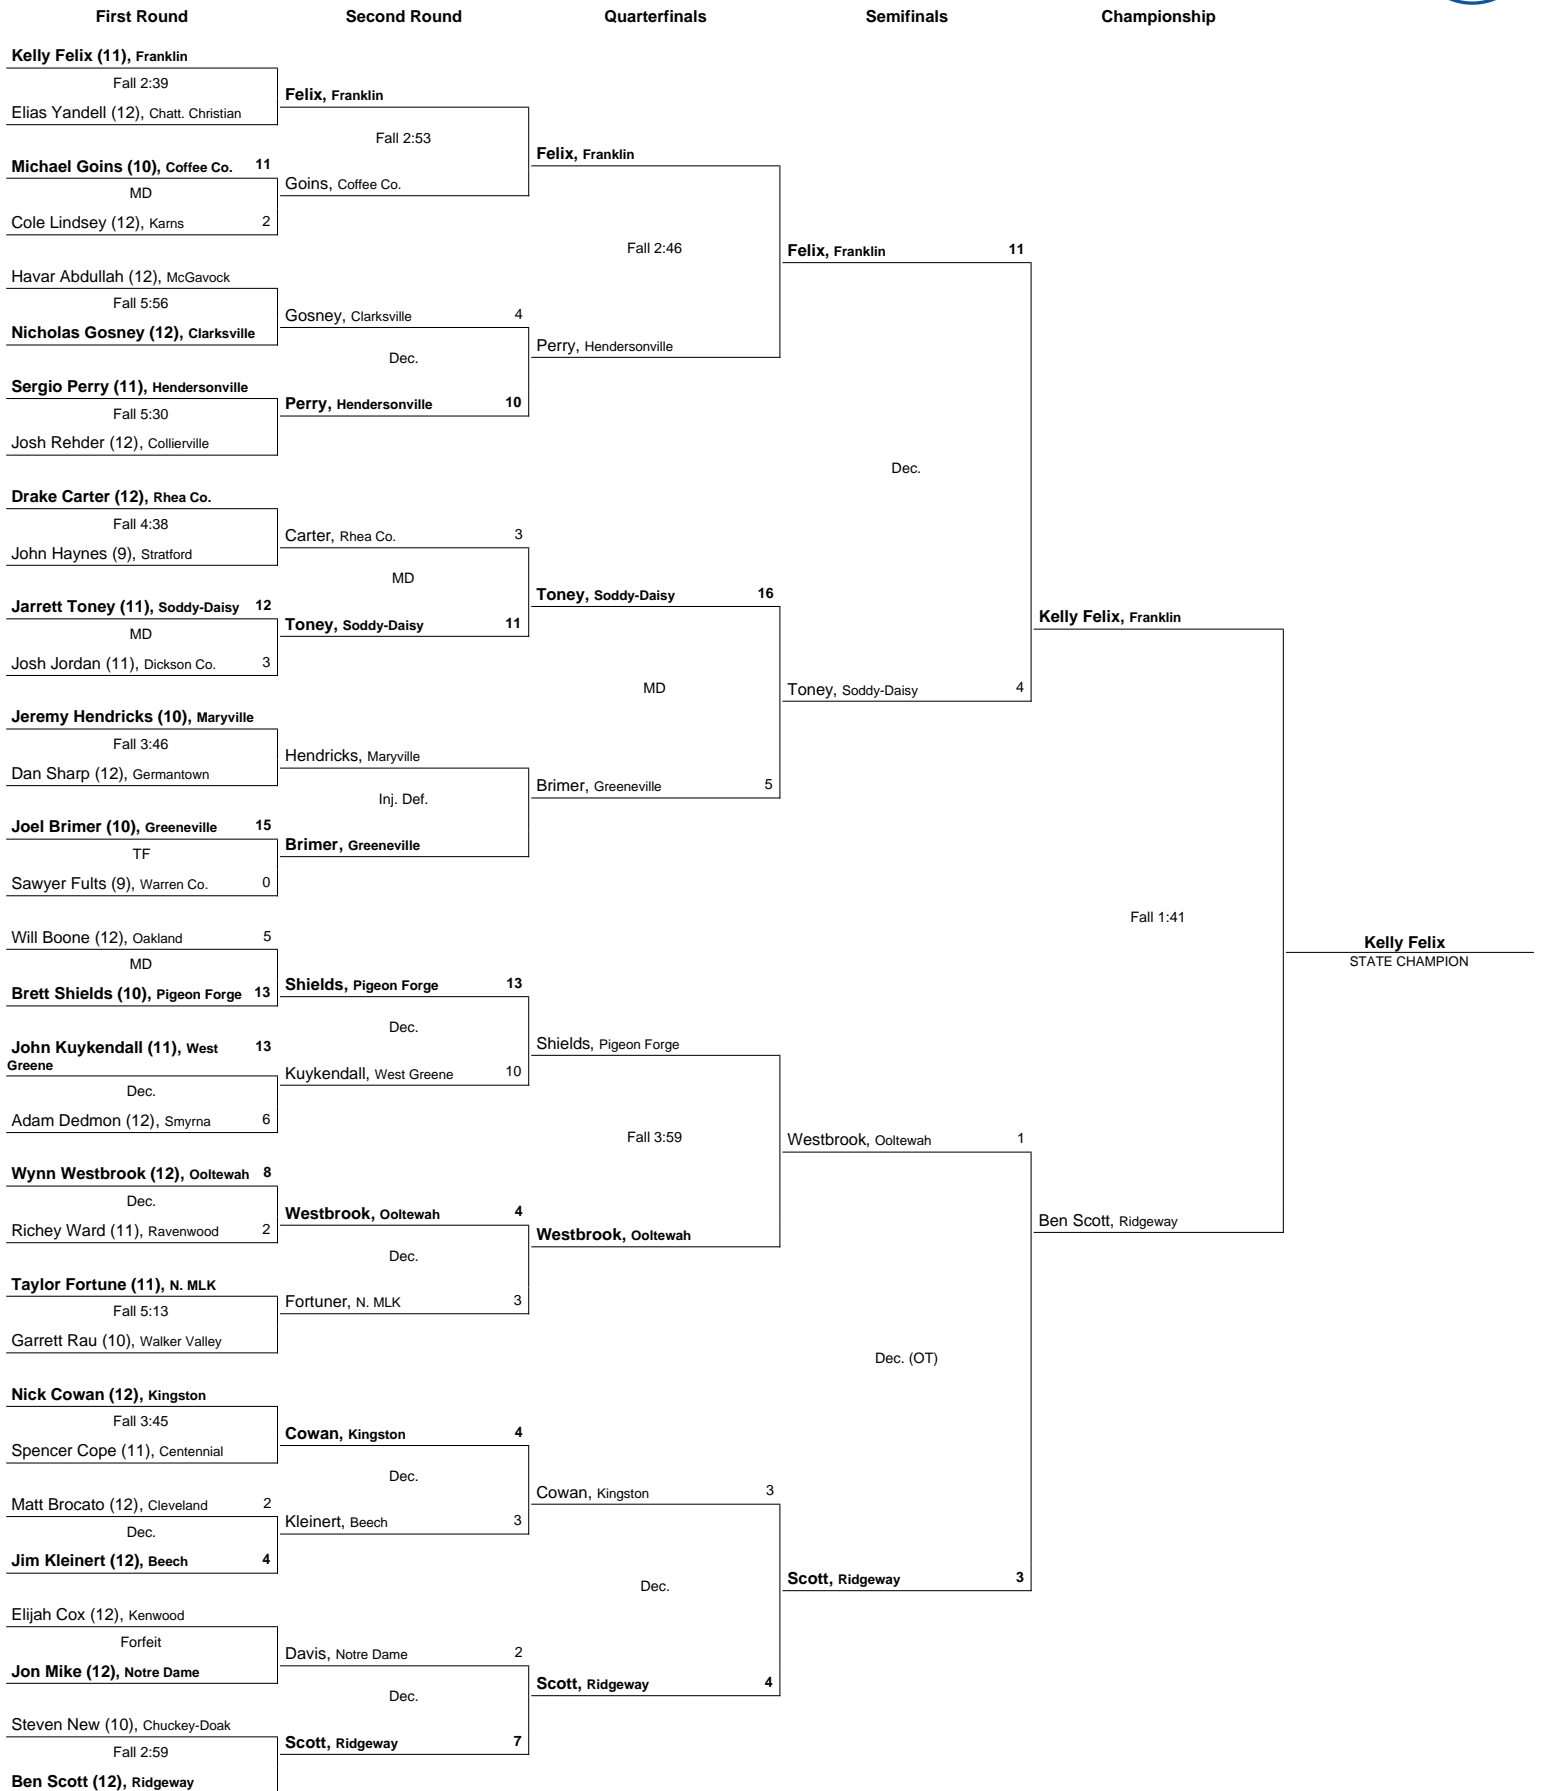 First Round
Second Round
Quarterfinals
Semifinals
Championship
Kelly Felix (11), Franklin
Fall 2:39
Elias Yandell (12), Chatt. Christian
Michael Goins (10), Coffee Co. 11
MD
Cole Lindsey (12), Karns 2
Havar Abdullah (12), McGavock
Fall 5:56
Nicholas Gosney (12), Clarksville
Sergio Perry (11), Hendersonville
Fall 5:30
Josh Rehder (12), Collierville
Drake Carter (12), Rhea Co.
Fall 4:38
John Haynes (9), Stratford
Jarrett Toney (11), Soddy-Daisy 12
MD
Josh Jordan (11), Dickson Co. 3
Jeremy Hendricks (10), Maryville
Fall 3:46
Dan Sharp (12), Germantown
Joel Brimer (10), Greeneville 15
TF
Sawyer Fults (9), Warren Co. 0
Will Boone (12), Oakland 5
MD
Brett Shields (10), Pigeon Forge 13
John Kuykendall (11), West 13
Greene
Dec.
Adam Dedmon (12), Smyrna 6
Wynn Westbrook (12), Ooltewah 8
Dec.
Richey Ward (11), Ravenwood 2
Taylor Fortune (11), N. MLK
Fall 5:13
Garrett Rau (10), Walker Valley
Nick Cowan (12), Kingston
Fall 3:45
Spencer Cope (11), Centennial
Matt Brocato (12), Cleveland 2
Dec.
Jim Kleinert (12), Beech 4
Elijah Cox (12), Kenwood
Forfeit
Jon Mike (12), Notre Dame
Steven New (10), Chuckey-Doak
Fall 2:59
Ben Scott (12), Ridgeway
Felix, Franklin
Fall 2:53
Goins, Coffee Co.
Gosney, Clarksville 4
Dec.
Perry, Hendersonville 10
Carter, Rhea Co. 3
MD
Toney, Soddy-Daisy 11
Hendricks, Maryville
Inj. Def.
Brimer, Greeneville
Shields, Pigeon Forge 13
Dec.
Kuykendall, West Greene 10
Westbrook, Ooltewah 4
Dec.
Fortuner, N. MLK 3
Cowan, Kingston 4
Dec.
Kleinert, Beech 3
Davis, Notre Dame 2
Dec.
Scott, Ridgeway 7
Felix, Franklin
Fall 2:46
Perry, Hendersonville
Toney, Soddy-Daisy 16
MD
Brimer, Greeneville 5
Shields, Pigeon Forge
Fall 3:59
Westbrook, Ooltewah
Cowan, Kingston 3
Dec.
Scott, Ridgeway 4
Felix, Franklin 11
Dec.
Toney, Soddy-Daisy 4
Westbrook, Ooltewah 1
Dec. (OT)
Scott, Ridgeway 3
Kelly Felix, Franklin
Fall 1:41
Ben Scott, Ridgeway
Kelly Felix
STATE CHAMPION